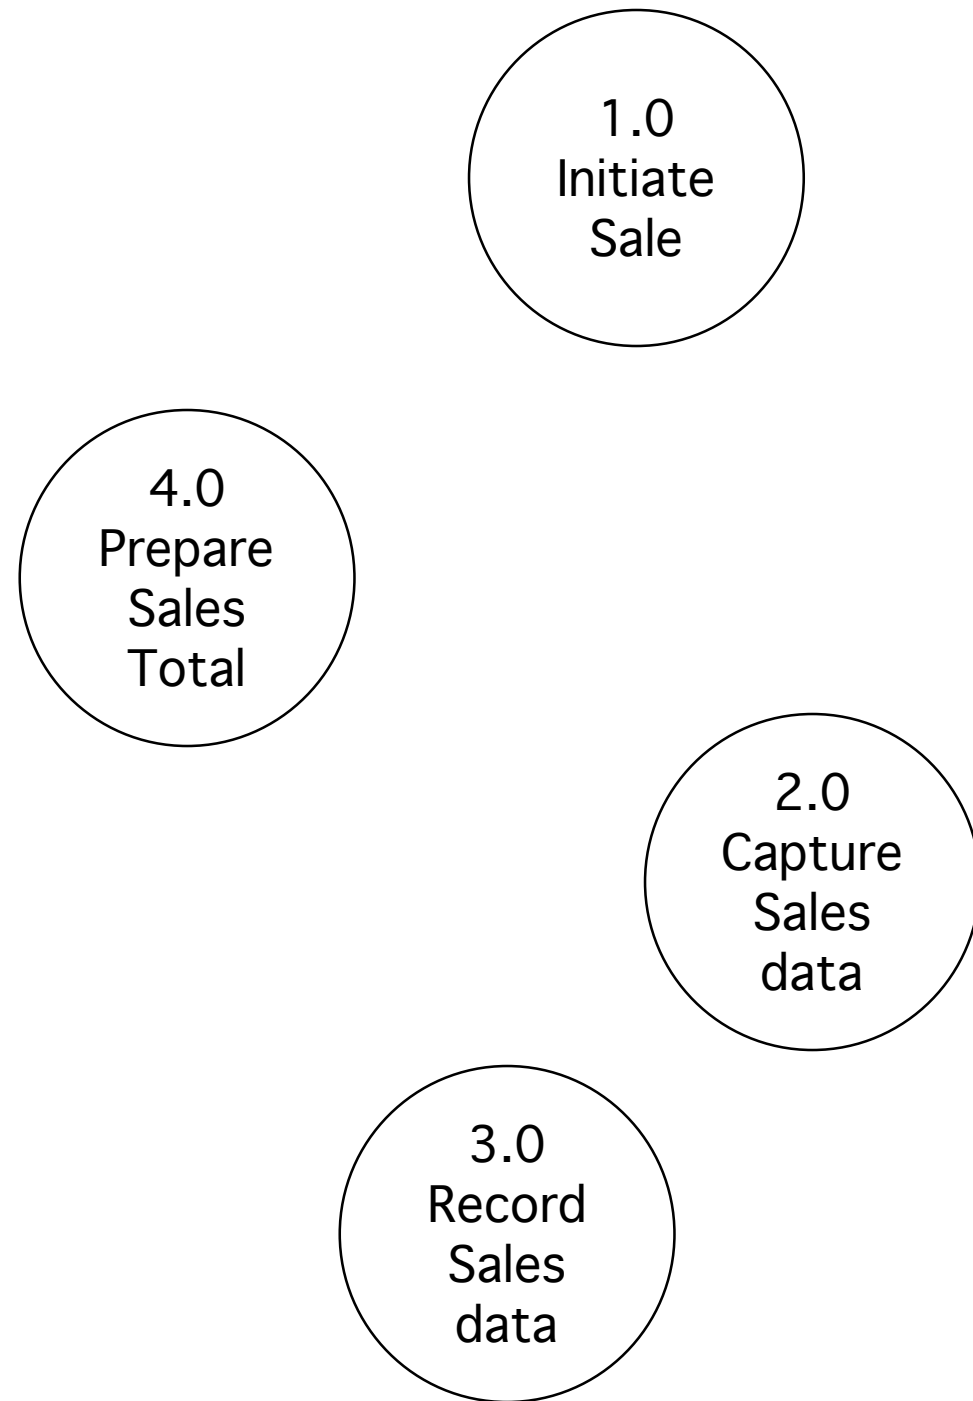 1.0
Initiate
Sale
4.0
Prepare
Sales
Total
2.0
Capture
Sales
data
3.0
Record
Sales
data